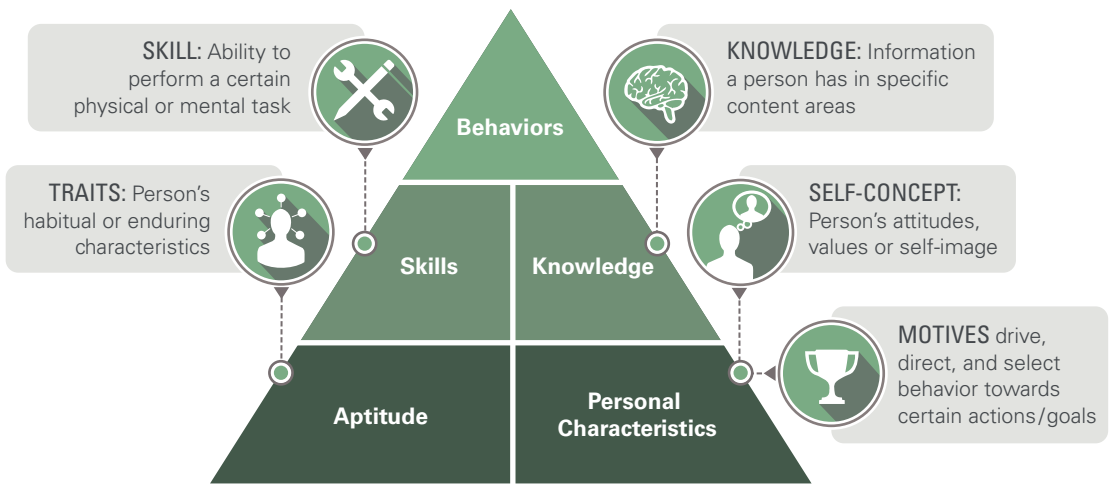 SKILL: Ability to
perform a certain
physical or mental task
KNOWLEDGE: Information
a person has in specific
content areas
Behaviors
TRAITS: Person's
habitual or enduring
characteristics
SELF-CONCEPT:
Person's attitudes,
values or self-image
Skills
Knowledge
MOTIVES drive,
direct, and select
behavior towards
certain actions/goals
Aptitude
Personal
Characteristics